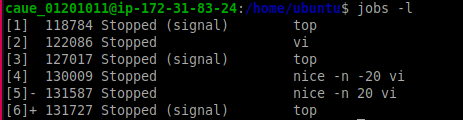 caue_01201011@ip-172-31-83-24:/home/ubuntu$ jobs -l
[1]  118784 Stopped (signal)        top
[2]  122086 Stopped                 vi
[3]  127017 Stopped (signal)        top
[4]  130009 Stopped                 nice -n -20 vi
[5]- 131587 Stopped                 nice -n 20 vi
[6]+ 131727 Stopped (signal)        top